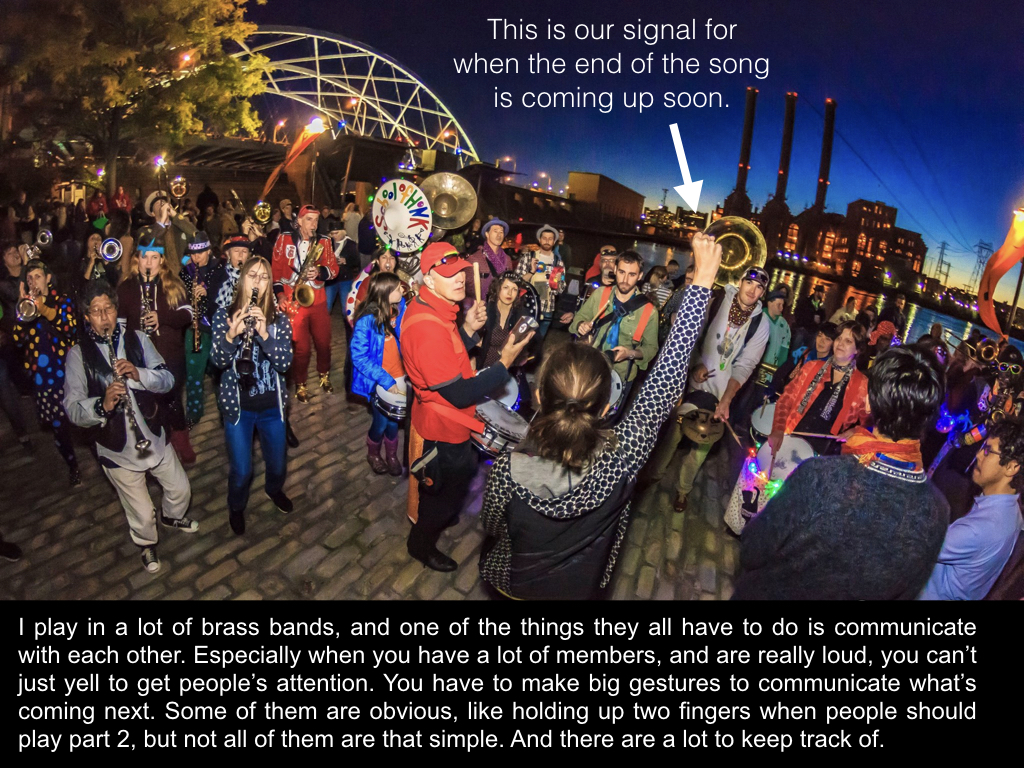 This is our signal for
when the end of the song
is coming up soon.
I play in a lot of brass bands, and one of the things they all have to do is communicate
with each other. Especially when you have a lot of members, and are really loud, you can’t
just yell to get people’s attention. You have to make big gestures to communicate what’s
coming next. Some of them are obvious, like holding up two fingers when people should
play part 2, but not all of them are that simple. And there are a lot to keep track of.